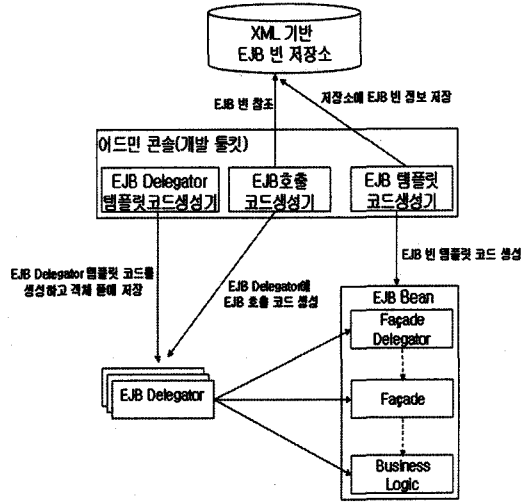 XML 기반
EJB 빈 저장소
EJB 빈 참조
저장소에 EJB 빈 정보 저장
어드민 콘솔(개발 툴킷)
EJB Delegator
템플릿코드생성기
EJB호출
코드생성기
EJB 템플릿
코드생성기
EJB 빈 템플릿 코드 생성
EJB Delegator 템플릿 코드를
생성하고 객체 풀에 저장
EJB Delegator에
EJB 호출 코드 생성
EJB Bean
Façade
Delegator
EJB Delegator
Façade
Business
Logic